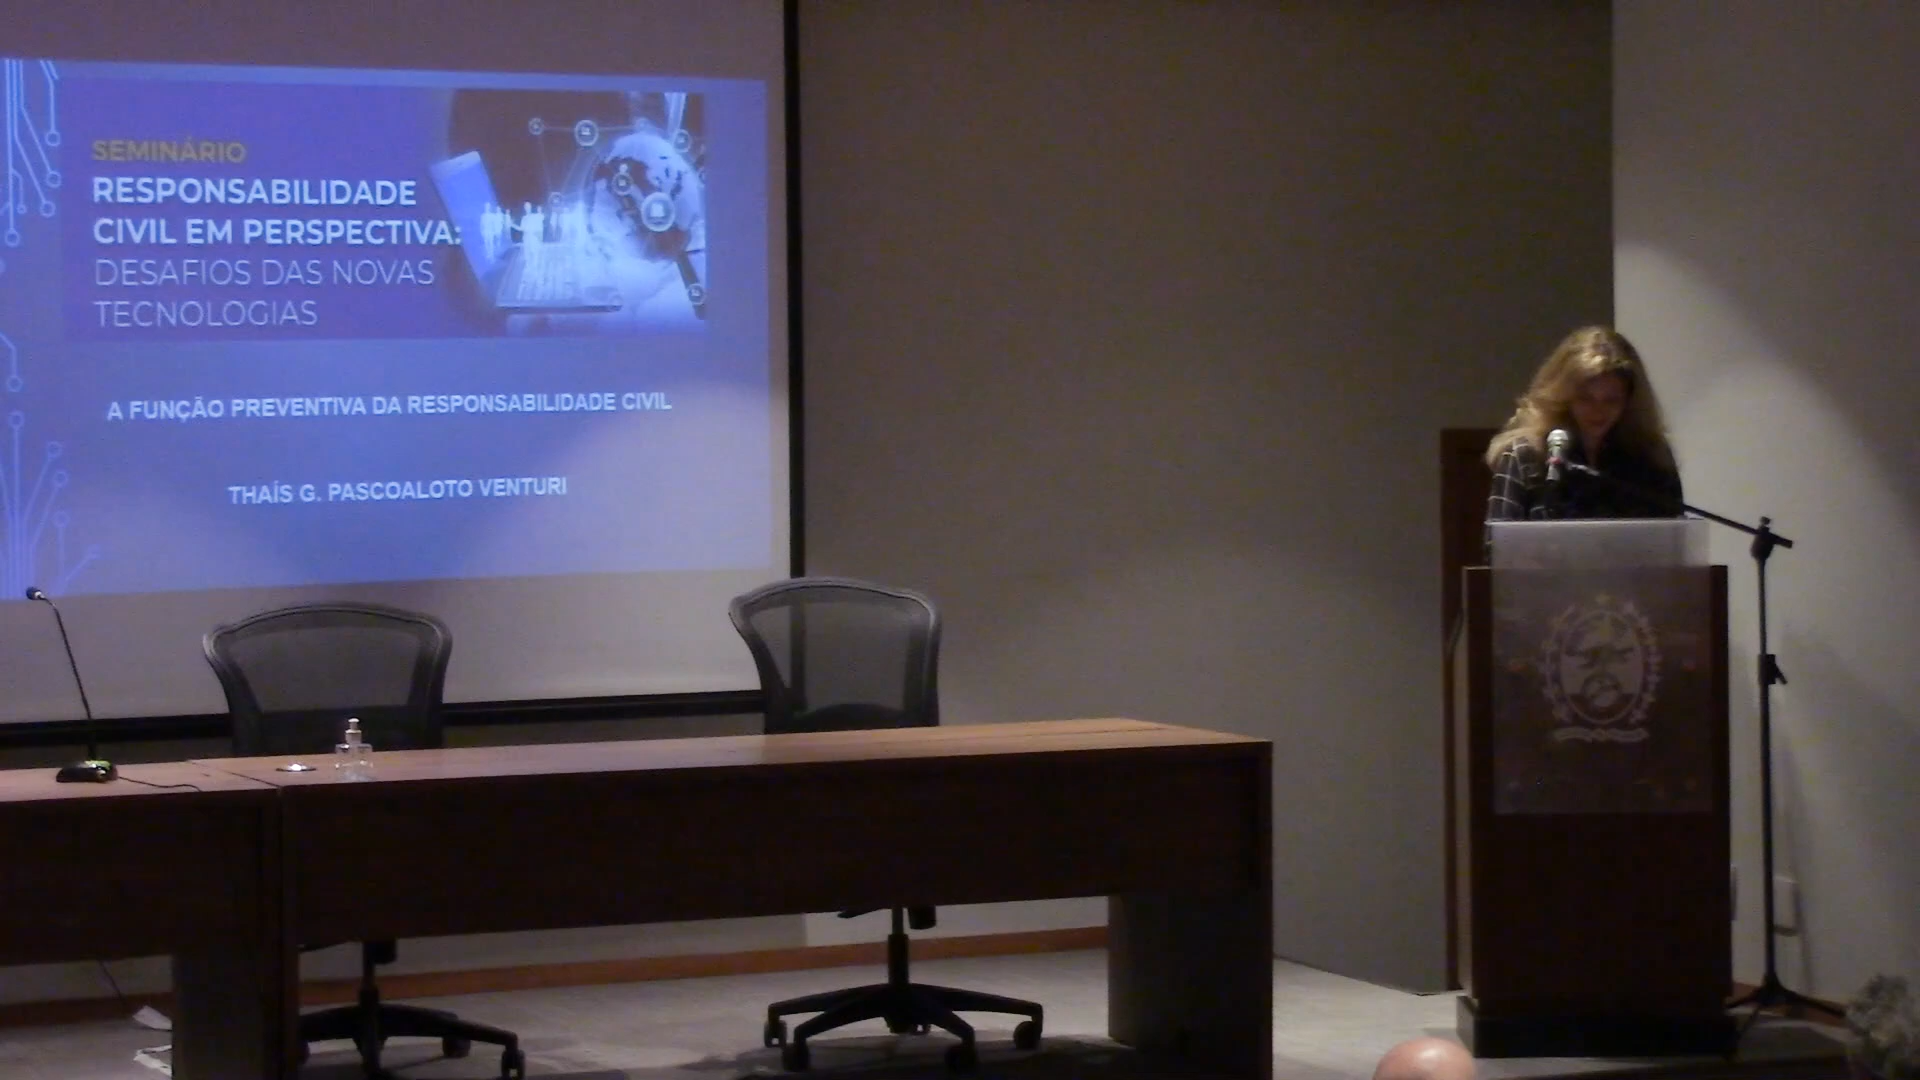 SEMINÁRIO
RESPONSABILIDADE
CIVIL EM PERSPECTIVA:
DESAFIOS DAS NOVAS
TECNOLOGIAS
A FUNÇÃO PREVENTIVA DA RESPONSABILIDADE CIVIL
THAÍS G. PASCOALOTO VENTURI